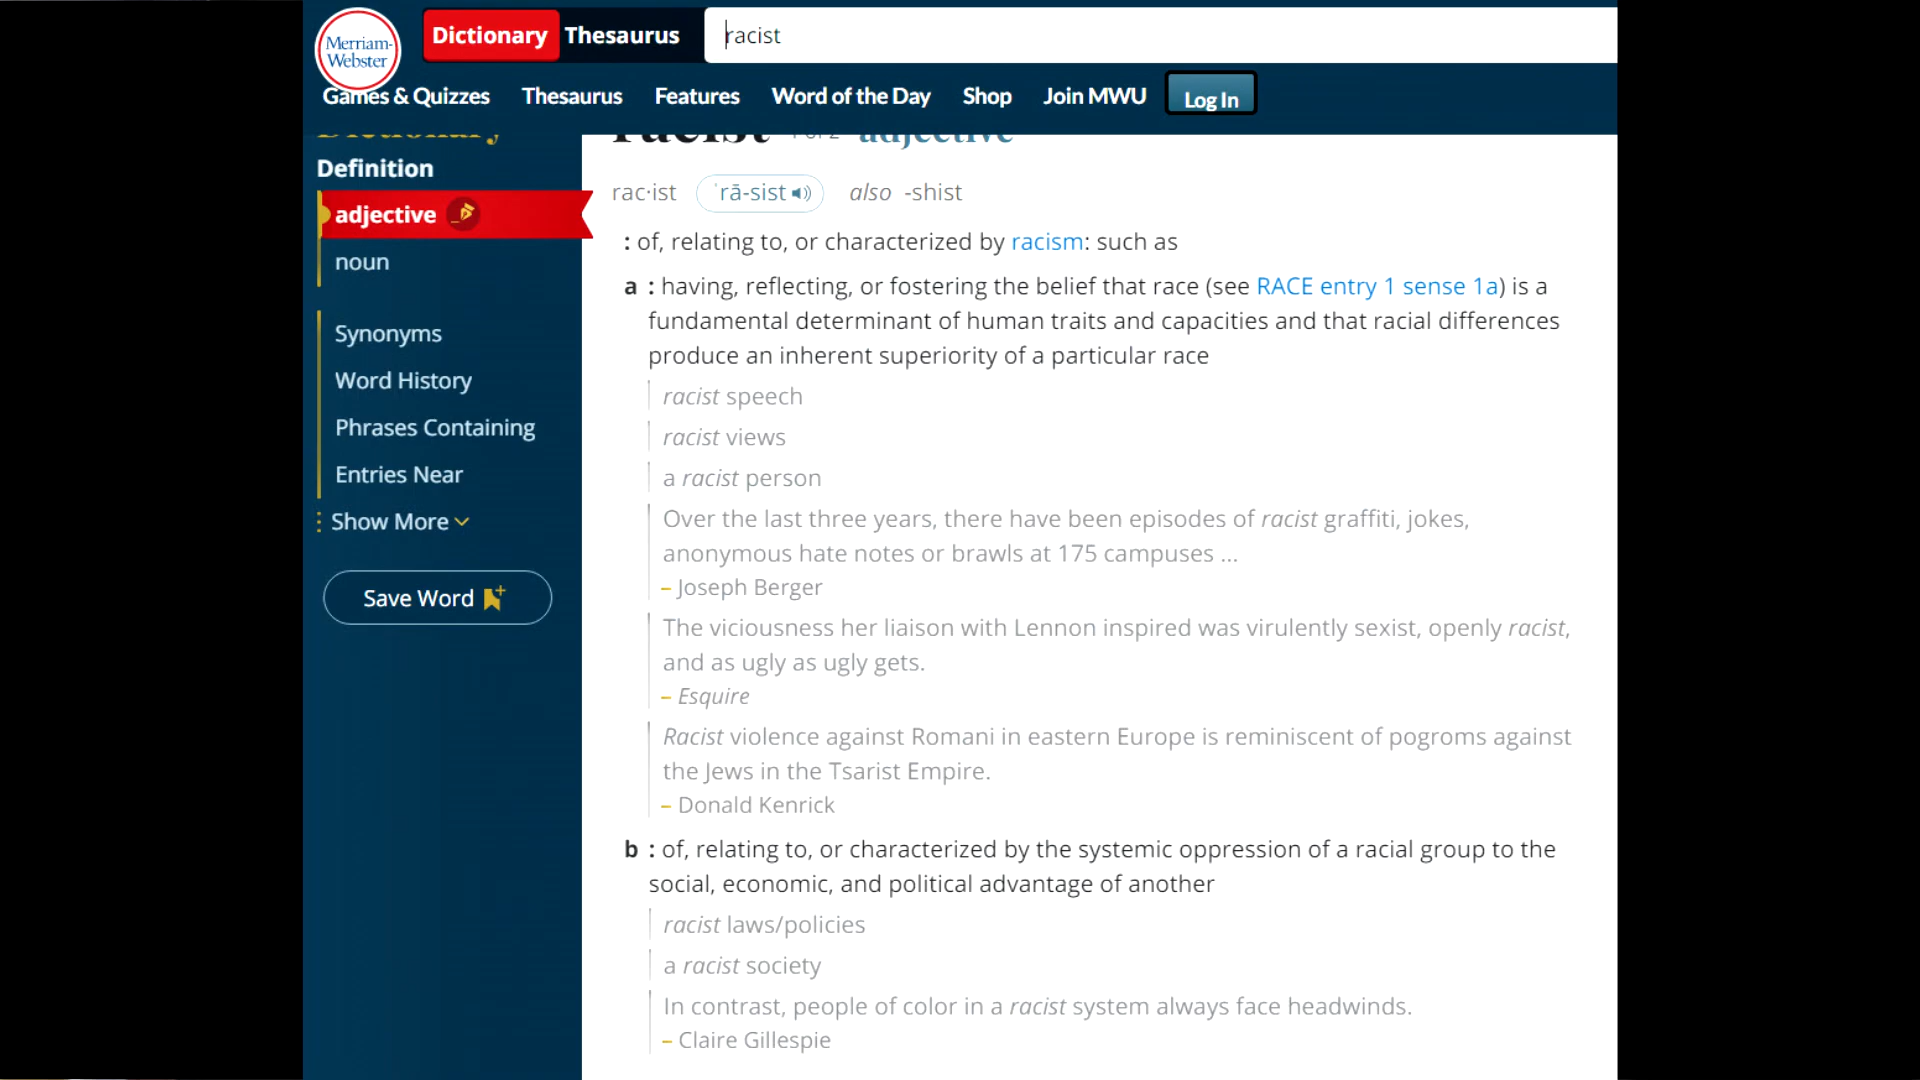 Merriam-
Webster
Dictionary
Thesaurus
racist
Games & Quizzes
Thesaurus
Features
Word of the Day
Shop
Join MWU
Log In
Dictionary
Definition
adjective
noun
Synonyms
Word History
Phrases Containing
Entries Near
Show More
Save Word
racist 1 of 2 adjective
rac·ist ˈrā-sist also -shist
: of, relating to, or characterized by racism: such as
a : having, reflecting, or fostering the belief that race (see RACE entry 1 sense 1a) is a
fundamental determinant of human traits and capacities and that racial differences
produce an inherent superiority of a particular race
racist speech
racist views
a racist person
Over the last three years, there have been episodes of racist graffiti, jokes,
anonymous hate notes or brawls at 175 campuses ...
– Joseph Berger
The viciousness her liaison with Lennon inspired was virulently sexist, openly racist,
and as ugly as ugly gets.
– Esquire
Racist violence against Romani in eastern Europe is reminiscent of pogroms against
the Jews in the Tsarist Empire.
– Donald Kenrick
b : of, relating to, or characterized by the systemic oppression of a racial group to the
social, economic, and political advantage of another
racist laws/policies
a racist society
In contrast, people of color in a racist system always face headwinds.
– Claire Gillespie